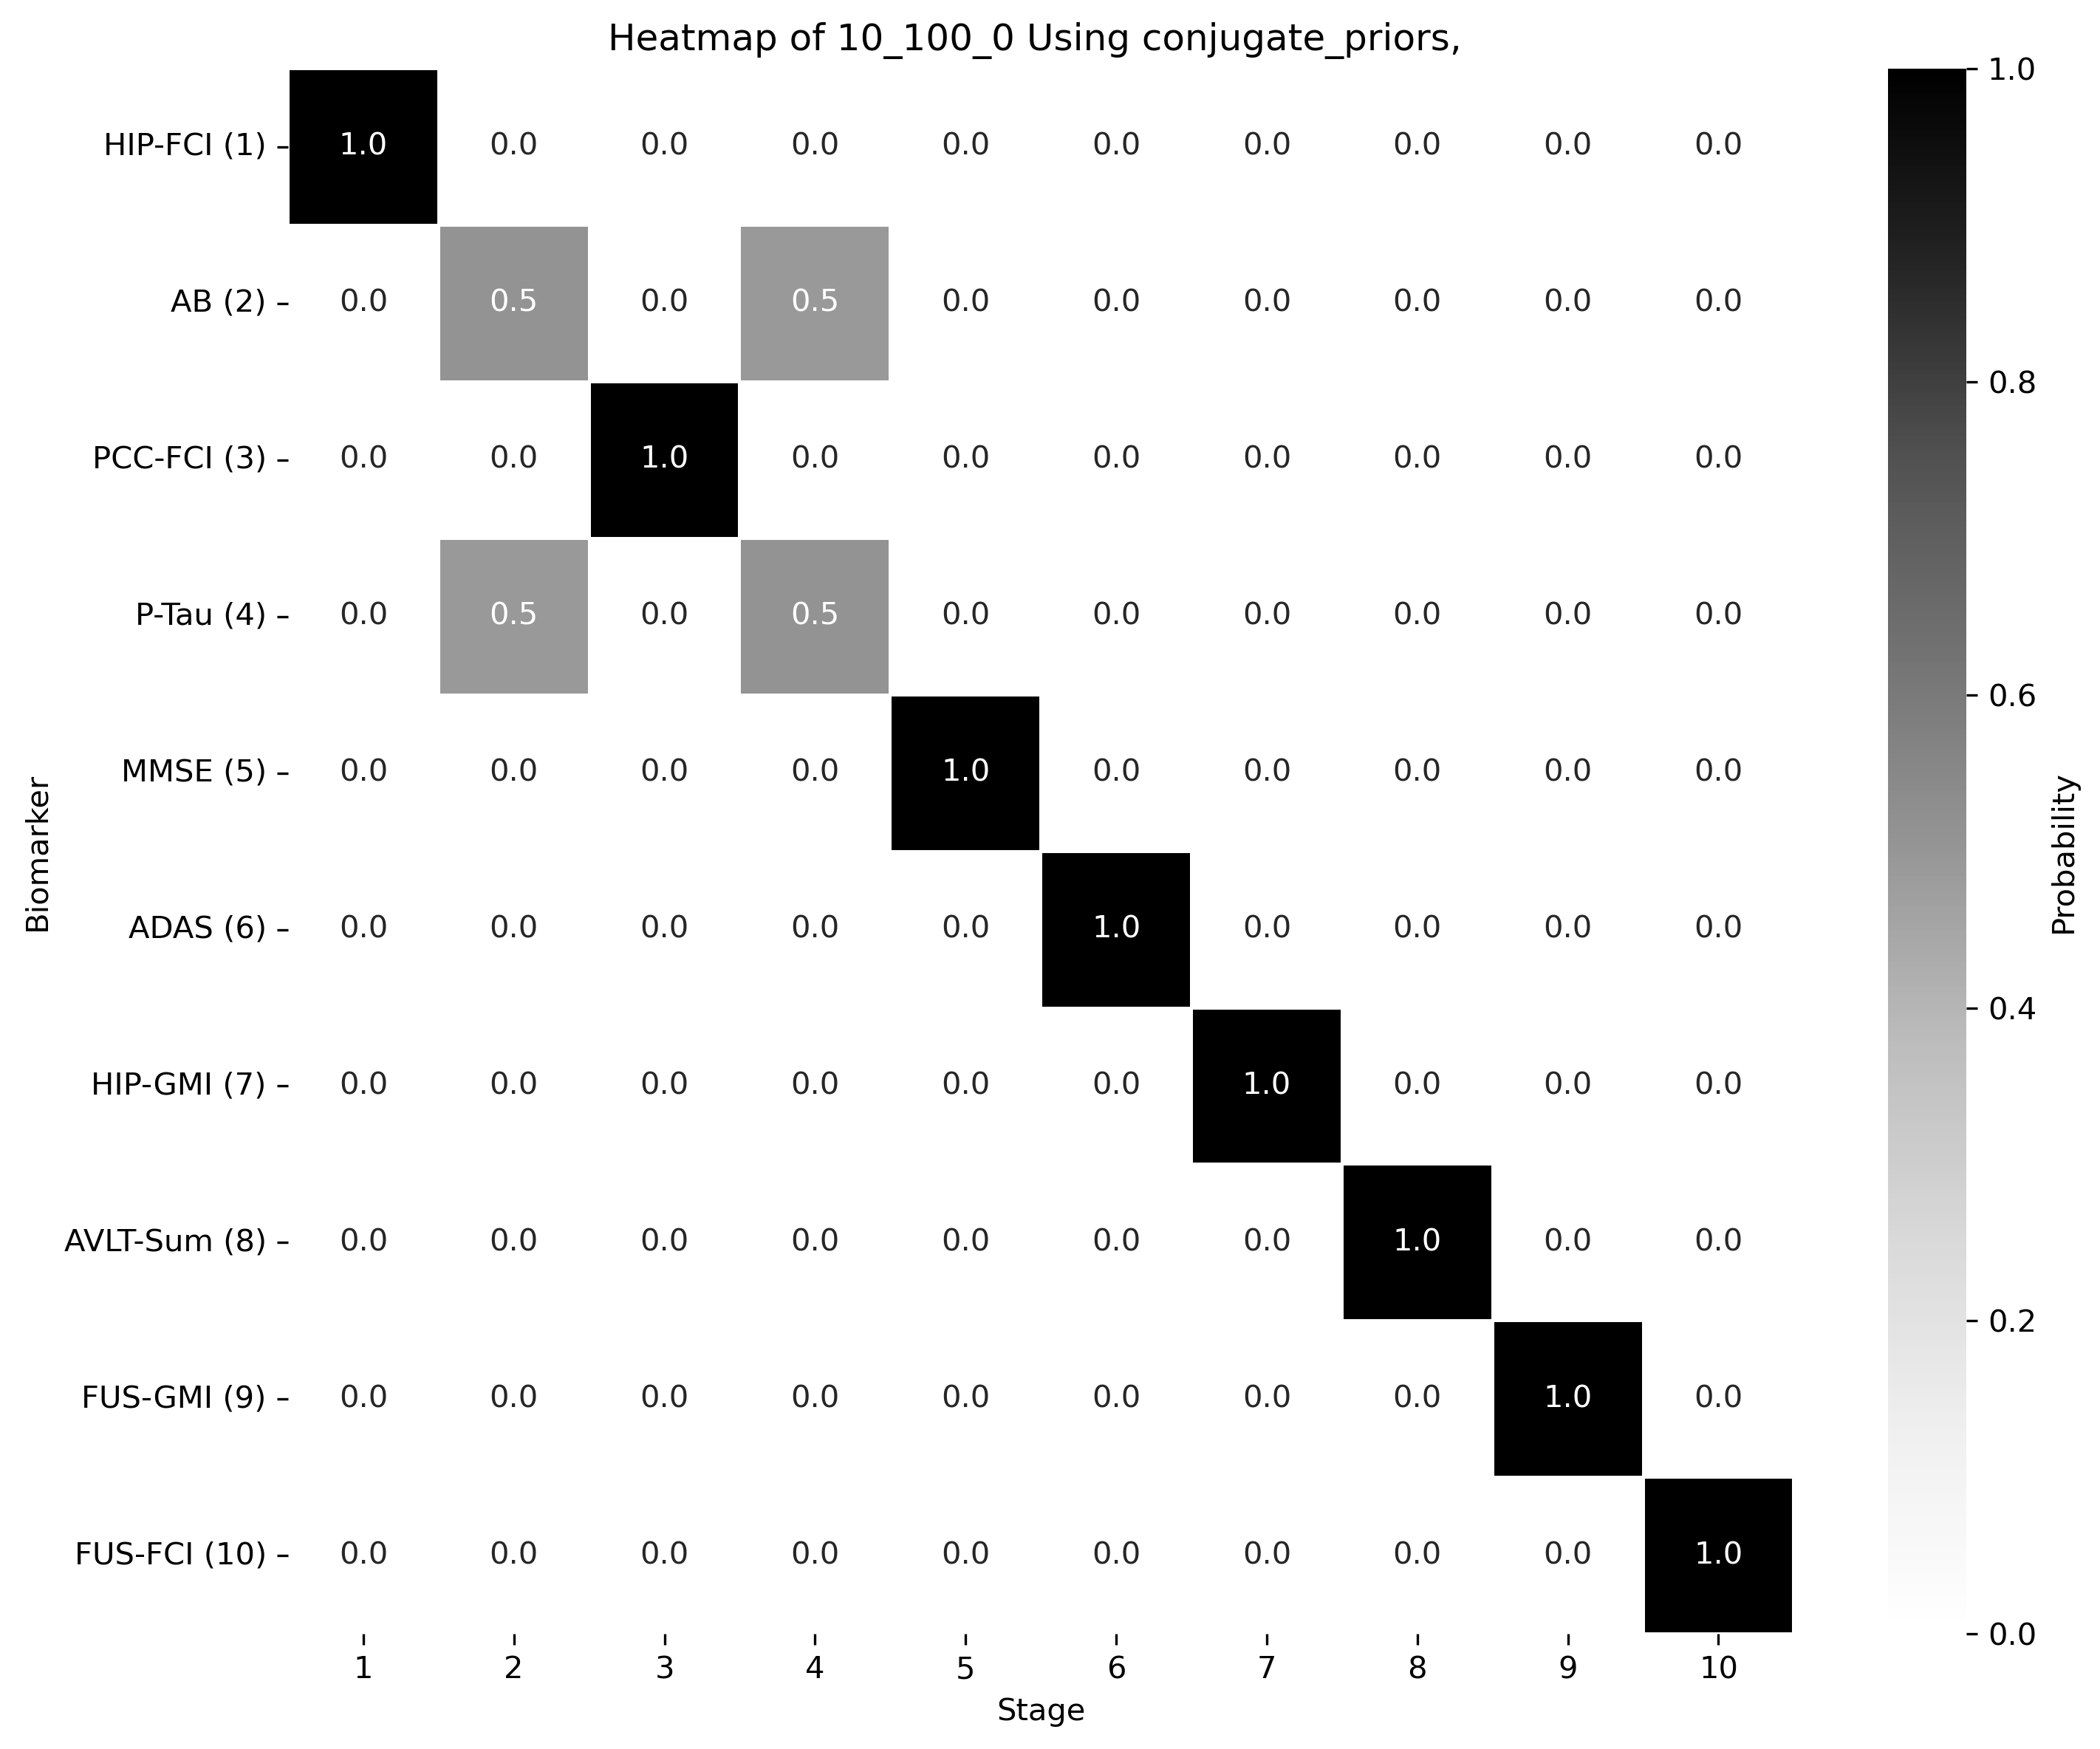 Heatmap of 10_100_0 Using conjugate_priors,
HIP-FCI (1) 1.0 0.0 0.0 0.0 0.0 0.0 0.0 0.0 0.0 0.0
AB (2) 0.0 0.5 0.0 0.5 0.0 0.0 0.0 0.0 0.0 0.0
PCC-FCI (3) 0.0 0.0 1.0 0.0 0.0 0.0 0.0 0.0 0.0 0.0
P-Tau (4) 0.0 0.5 0.0 0.5 0.0 0.0 0.0 0.0 0.0 0.0
MMSE (5) 0.0 0.0 0.0 0.0 1.0 0.0 0.0 0.0 0.0 0.0
ADAS (6) 0.0 0.0 0.0 0.0 0.0 1.0 0.0 0.0 0.0 0.0
HIP-GMI (7) 0.0 0.0 0.0 0.0 0.0 0.0 1.0 0.0 0.0 0.0
AVLT-Sum (8) 0.0 0.0 0.0 0.0 0.0 0.0 0.0 1.0 0.0 0.0
FUS-GMI (9) 0.0 0.0 0.0 0.0 0.0 0.0 0.0 0.0 1.0 0.0
FUS-FCI (10) 0.0 0.0 0.0 0.0 0.0 0.0 0.0 0.0 0.0 1.0
1 2 3 4 5 6 7 8 9 10
Stage
Biomarker
1.0
0.8
0.6
0.4
0.2
0.0
Probability